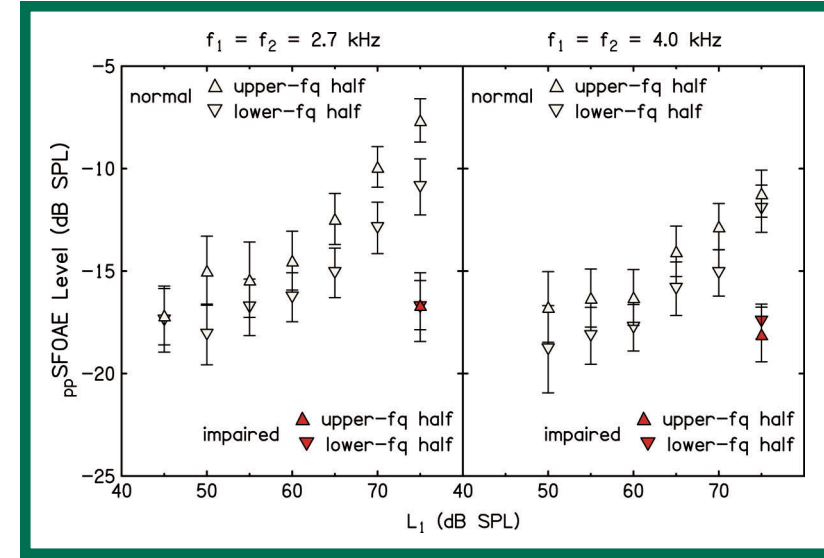 f₁ = f₂ = 2.7 kHz
f₁ = f₂ = 4.0 kHz
−5
−10
−15
−20
−25
ppSFOAE Level (dB SPL)
normal
△ upper−fq half
▽ lower−fq half
impaired
▲ upper−fq half
▼ lower−fq half
normal
△ upper−fq half
▽ lower−fq half
impaired
▲ upper−fq half
▼ lower−fq half
40 50 60 70 40 50 60 70 80
L₁ (dB SPL)